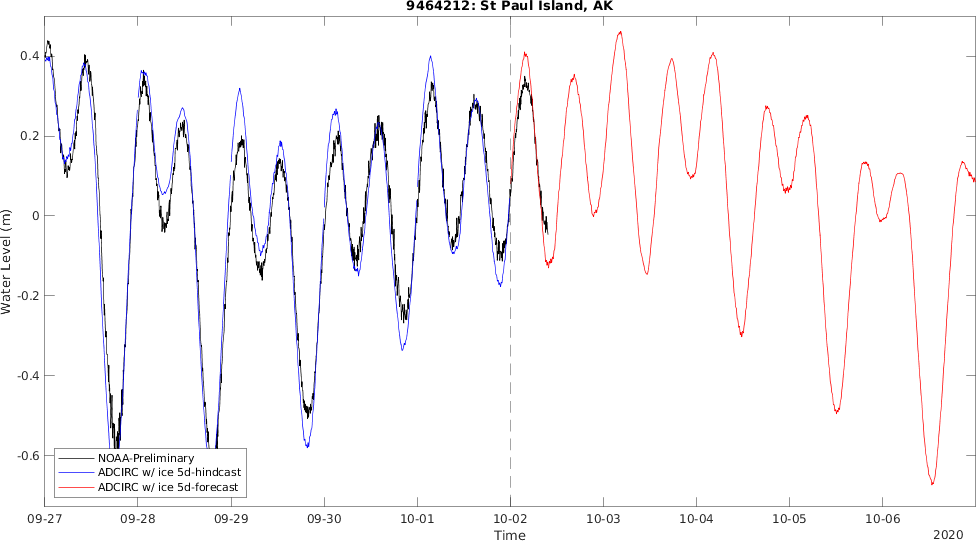 9464212: St Paul Island, AK
Water Level (m)
0.4
0.2
0
-0.2
-0.4
-0.6
NOAA-Preliminary
ADCIRC w/ ice 5d-hindcast
ADCIRC w/ ice 5d-forecast
09-27 09-28 09-29 09-30 10-01 10-02 10-03 10-04 10-05 10-06
Time
2020